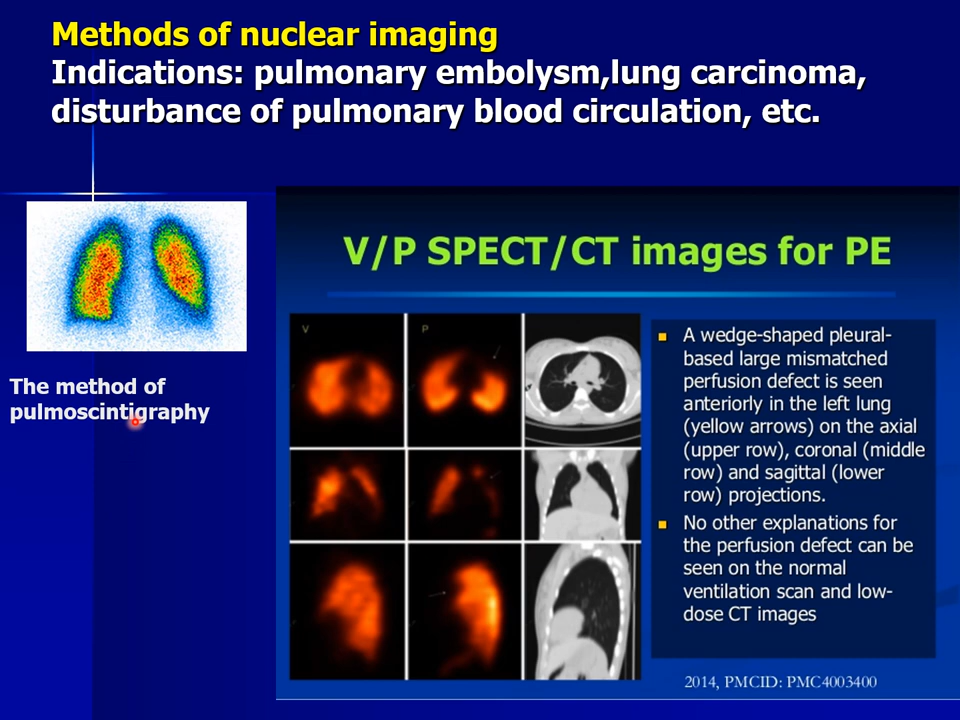 Methods of nuclear imaging
Indications: pulmonary embolysm,lung carcinoma,
disturbance of pulmonary blood circulation, etc.
The method of
pulmoscintigraphy
V/P SPECT/CT images for PE
V
P
■ A wedge-shaped pleural-
based large mismatched
perfusion defect is seen
anteriorly in the left lung
(yellow arrows) on the axial
(upper row), coronal (middle
row) and sagittal (lower
row) projections.
■ No other explanations for
the perfusion defect can be
seen on the normal
ventilation scan and low-
dose CT images
2014, PMCID: PMC4003400